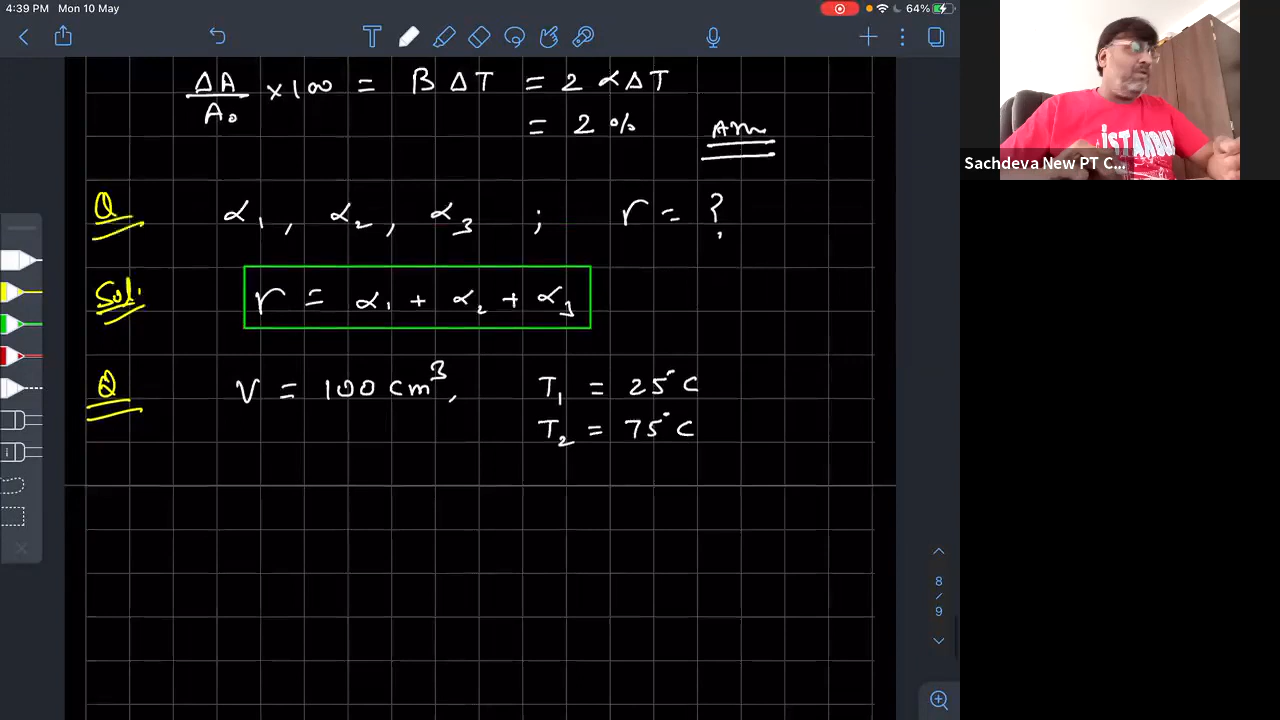 4:39 PM Mon 10 May
64%
ΔA/A₀ × 100 = β ΔT = 2 α ΔT
= 2 % Ans
Q α₁, α₂, α₃ ; r = ?
Sol: r = α₁ + α₂ + α₃
Q V = 100 cm³, T₁ = 25°C
T₂ = 75°C
İSTANBUL
Sachdeva New PT C...
8
/
9